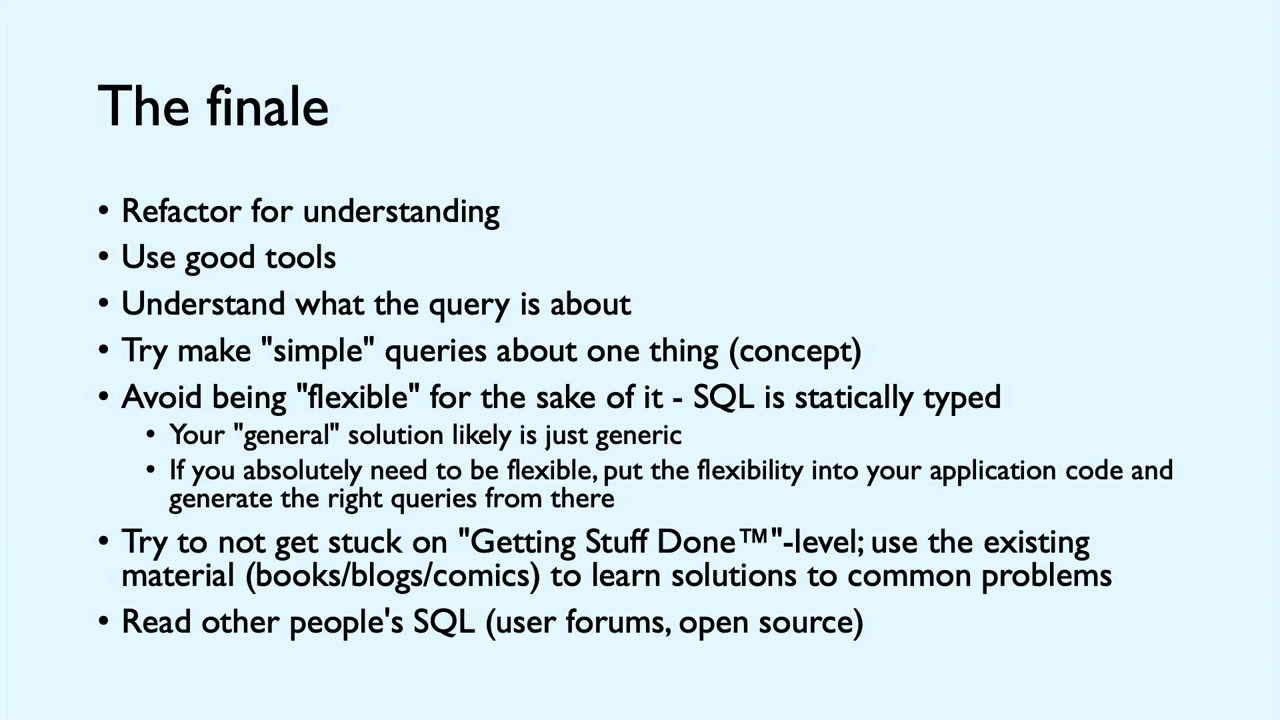 The finale
• Refactor for understanding
• Use good tools
• Understand what the query is about
• Try make "simple" queries about one thing (concept)
• Avoid being "flexible" for the sake of it - SQL is statically typed
• Your "general" solution likely is just generic
• If you absolutely need to be flexible, put the flexibility into your application code and
generate the right queries from there
• Try to not get stuck on "Getting Stuff Done™"-level; use the existing
material (books/blogs/comics) to learn solutions to common problems
• Read other people's SQL (user forums, open source)